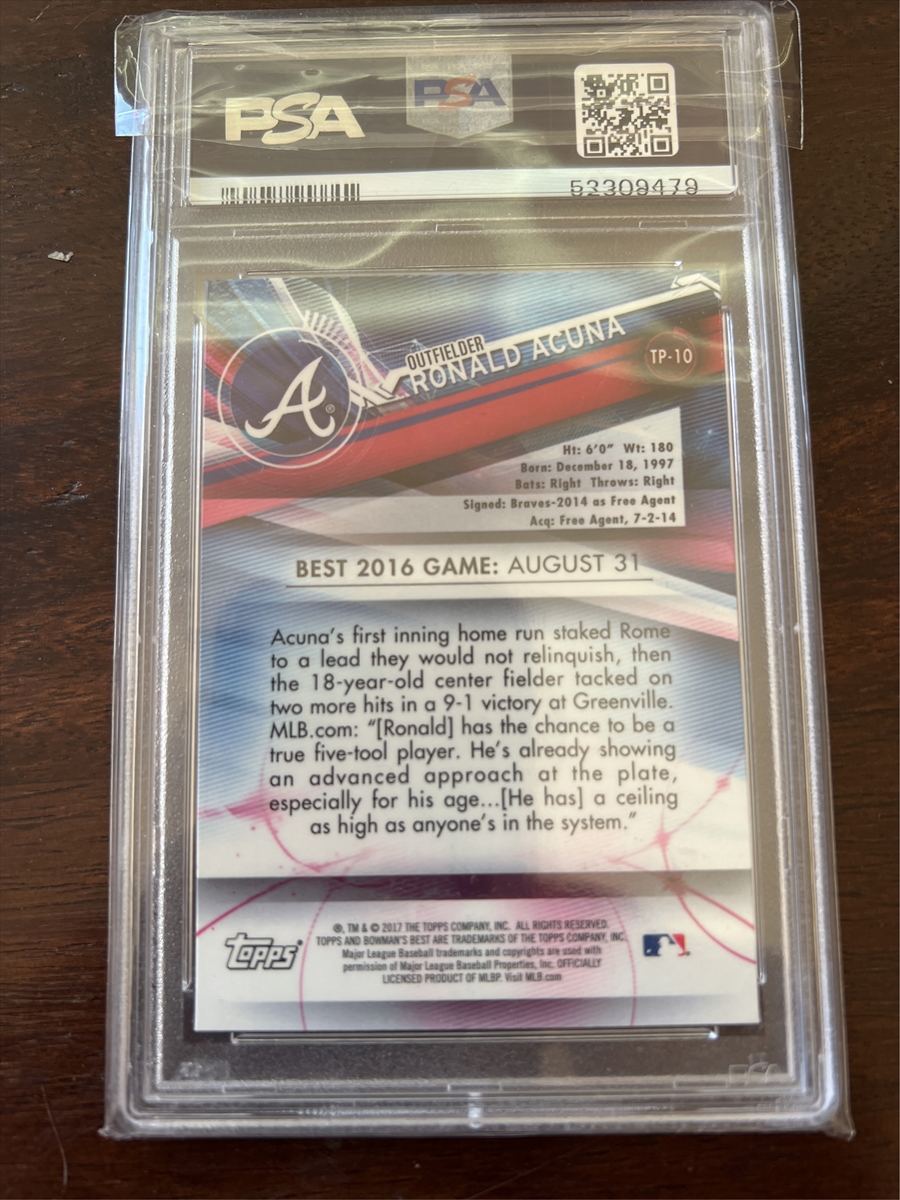 PSA
PSA
53309479
A
OUTFIELDER
RONALD ACUNA
TP-10
Ht: 6'0" Wt: 180
Born: December 18, 1997
Bats: Right Throws: Right
Signed: Braves-2014 as Free Agent
Acq: Free Agent, 7-2-14
BEST 2016 GAME: AUGUST 31
Acuna's first inning home run staked Rome
to a lead they would not relinquish, then
the 18-year-old center fielder tacked on
two more hits in a 9-1 victory at Greenville.
MLB.com: "[Ronald] has the chance to be a
true five-tool player. He's already showing
an advanced approach at the plate,
especially for his age...[He has] a ceiling
as high as anyone's in the system."
topps
®, TM & © 2017 THE TOPPS COMPANY, INC. ALL RIGHTS RESERVED.
TOPPS AND BOWMAN'S BEST ARE TRADEMARKS OF THE TOPPS COMPANY, INC.
Major League Baseball trademarks and copyrights are used with
permission of Major League Baseball Properties, Inc. OFFICIALLY
LICENSED PRODUCT OF MLBP. Visit MLB.com
PSA